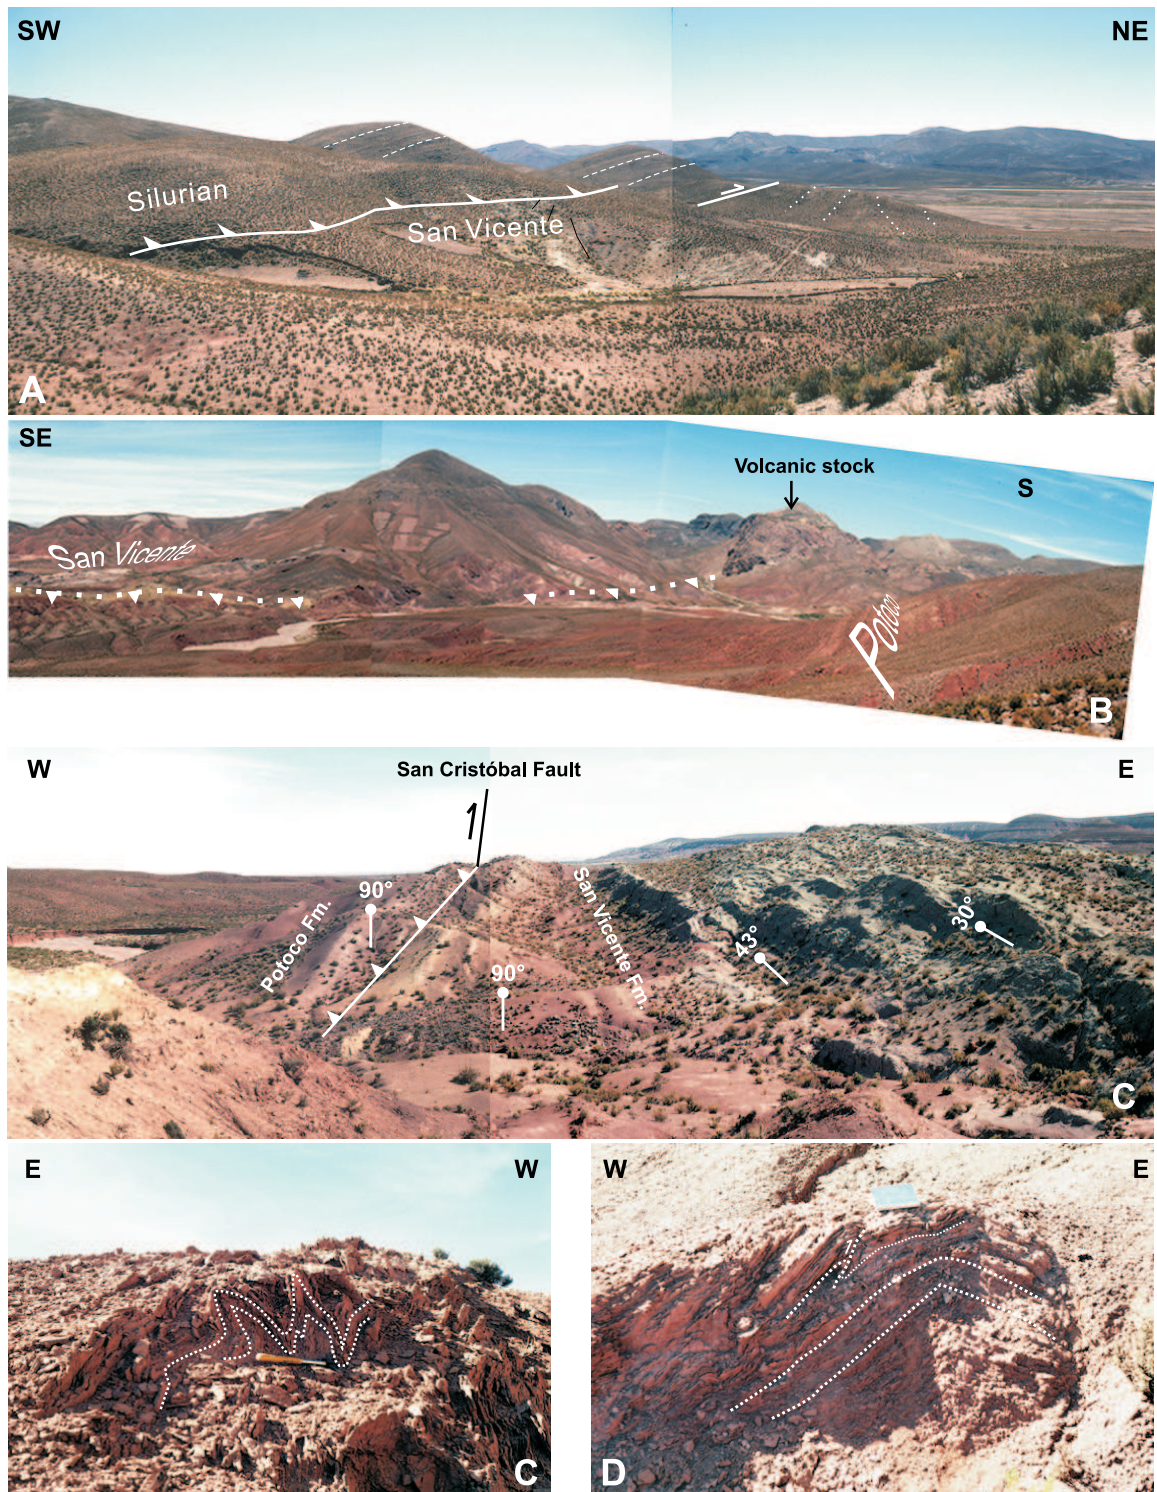 SW
NE
Silurian
San Vicente
A
SE
Volcanic stock
S
San Vicente
Potoco
B
W
San Cristóbal Fault
E
90°
Potoco Fm.
San Vicente Fm.
30°
43°
90°
C
E
W
C
W
E
D